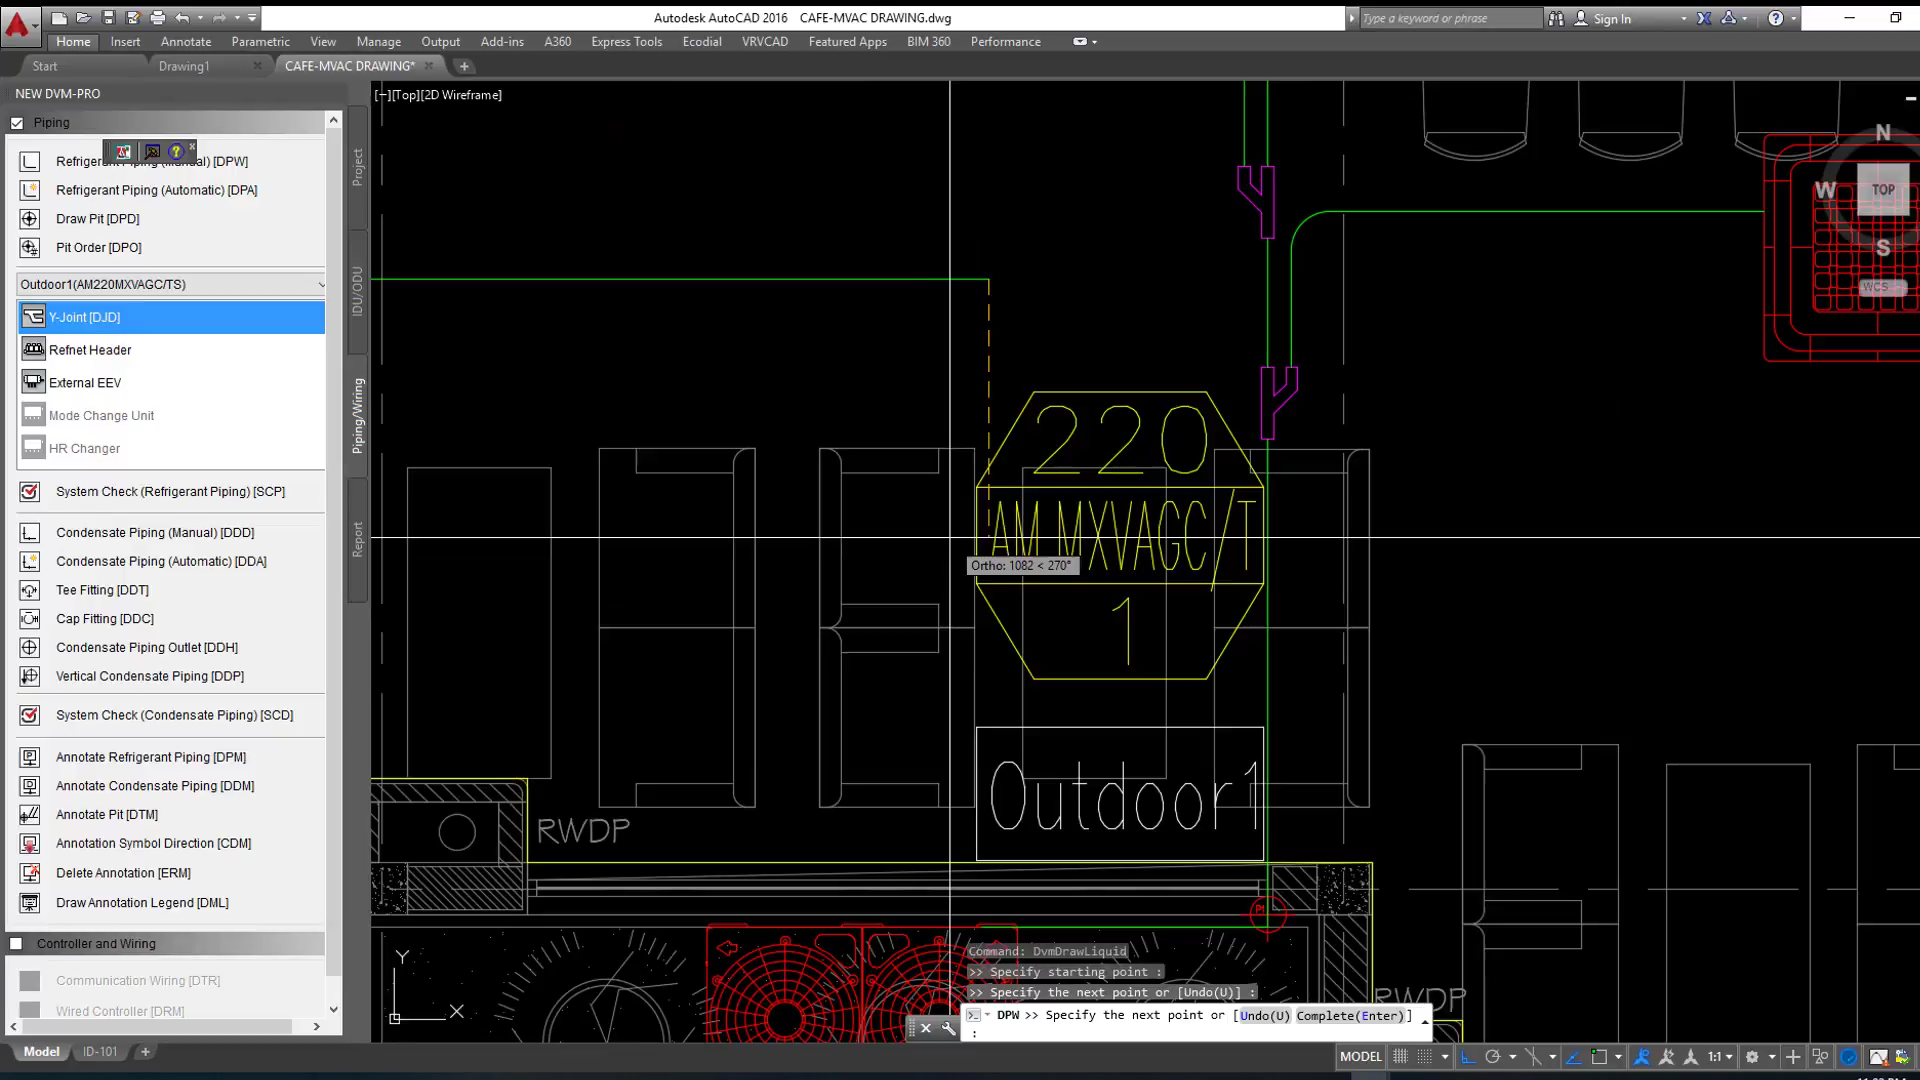 Autodesk AutoCAD 2016 CAFE-MVAC DRAWING.dwg
Type a keyword or phrase
Sign In
Home Insert Annotate Parametric View Manage Output Add-ins A360 Express Tools Ecodial VRVCAD Featured Apps BIM 360 Performance
Start Drawing1 CAFE-MVAC DRAWING*
NEW DVM-PRO
[−][Top][2D Wireframe]
Piping
Refrigerant Piping (Manual) [DPW]
Refrigerant Piping (Automatic) [DPA]
Draw Pit [DPD]
Pit Order [DPO]
Outdoor1(AM220MXVAGC/TS)
Y-Joint [DJD]
Refnet Header
External EEV
Mode Change Unit
HR Changer
System Check (Refrigerant Piping) [SCP]
Condensate Piping (Manual) [DDD]
Condensate Piping (Automatic) [DDA]
Tee Fitting [DDT]
Cap Fitting [DDC]
Condensate Piping Outlet [DDH]
Vertical Condensate Piping [DDP]
System Check (Condensate Piping) [SCD]
Annotate Refrigerant Piping [DPM]
Annotate Condensate Piping [DDM]
Annotate Pit [DTM]
Annotation Symbol Direction [CDM]
Delete Annotation [ERM]
Draw Annotation Legend [DML]
Controller and Wiring
Communication Wiring [DTR]
Wired Controller [DRM]
Project
IDU/ODU
Piping/Wiring
Report
N
W TOP
S
WCS
220
AM MXVAGC/T
1
Ortho: 1082 < 270°
Outdoor1
RWDP
P1
RWDP
Y
X
Command: DvmDrawLiquid
>> Specify starting point :
>> Specify the next point or [Undo(U)] :
DPW >> Specify the next point or [Undo(U) Complete(Enter)]
:
Model ID-101
MODEL 1:1